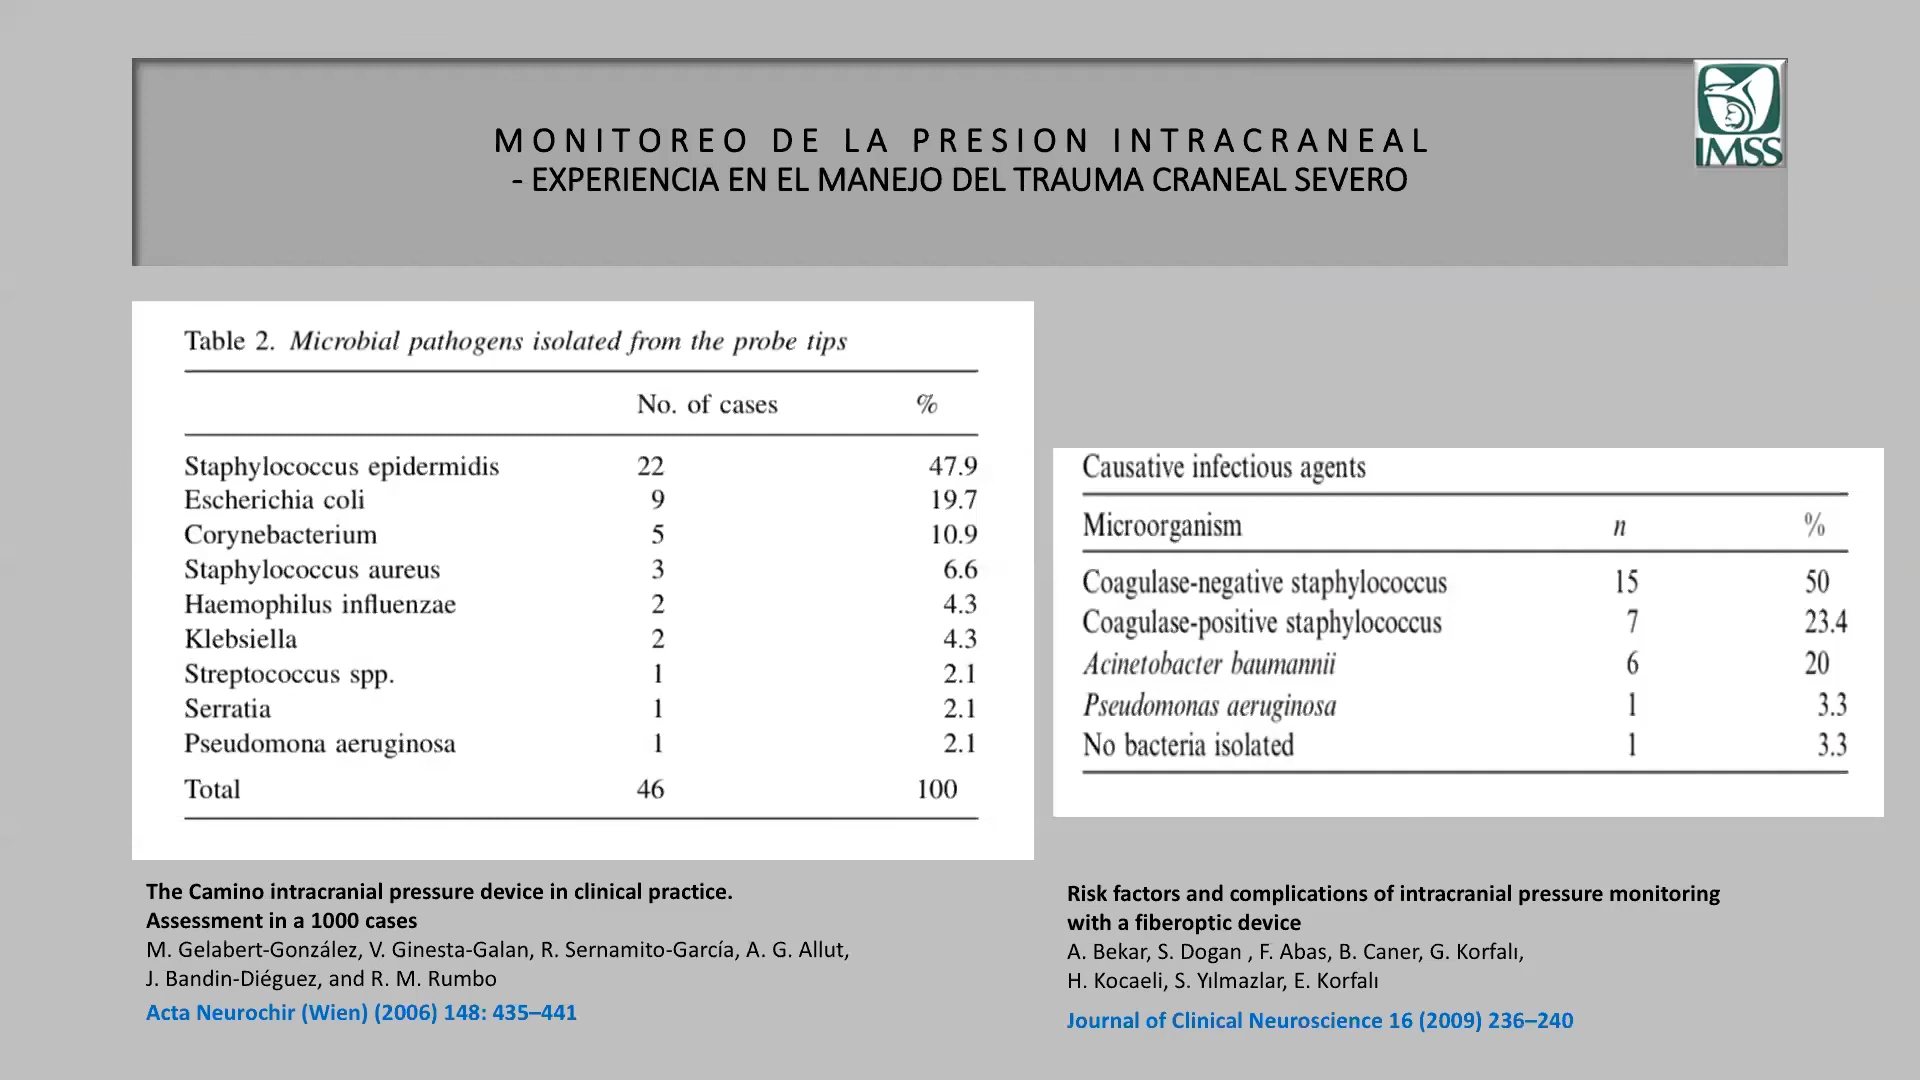 MONITOREO DE LA PRESION INTRACRANEAL
- EXPERIENCIA EN EL MANEJO DEL TRAUMA CRANEAL SEVERO
IMSS
Table 2. Microbial pathogens isolated from the probe tips
No. of cases %
Staphylococcus epidermidis 22 47.9
Escherichia coli 9 19.7
Corynebacterium 5 10.9
Staphylococcus aureus 3 6.6
Haemophilus influenzae 2 4.3
Klebsiella 2 4.3
Streptococcus spp. 1 2.1
Serratia 1 2.1
Pseudomona aeruginosa 1 2.1
Total 46 100
The Camino intracranial pressure device in clinical practice.
Assessment in a 1000 cases
M. Gelabert-González, V. Ginesta-Galan, R. Sernamito-García, A. G. Allut,
J. Bandin-Diéguez, and R. M. Rumbo
Acta Neurochir (Wien) (2006) 148: 435–441
Causative infectious agents
Microorganism n %
Coagulase-negative staphylococcus 15 50
Coagulase-positive staphylococcus 7 23.4
Acinetobacter baumannii 6 20
Pseudomonas aeruginosa 1 3.3
No bacteria isolated 1 3.3
Risk factors and complications of intracranial pressure monitoring
with a fiberoptic device
A. Bekar, S. Dogan , F. Abas, B. Caner, G. Korfalı,
H. Kocaeli, S. Yılmazlar, E. Korfalı
Journal of Clinical Neuroscience 16 (2009) 236–240